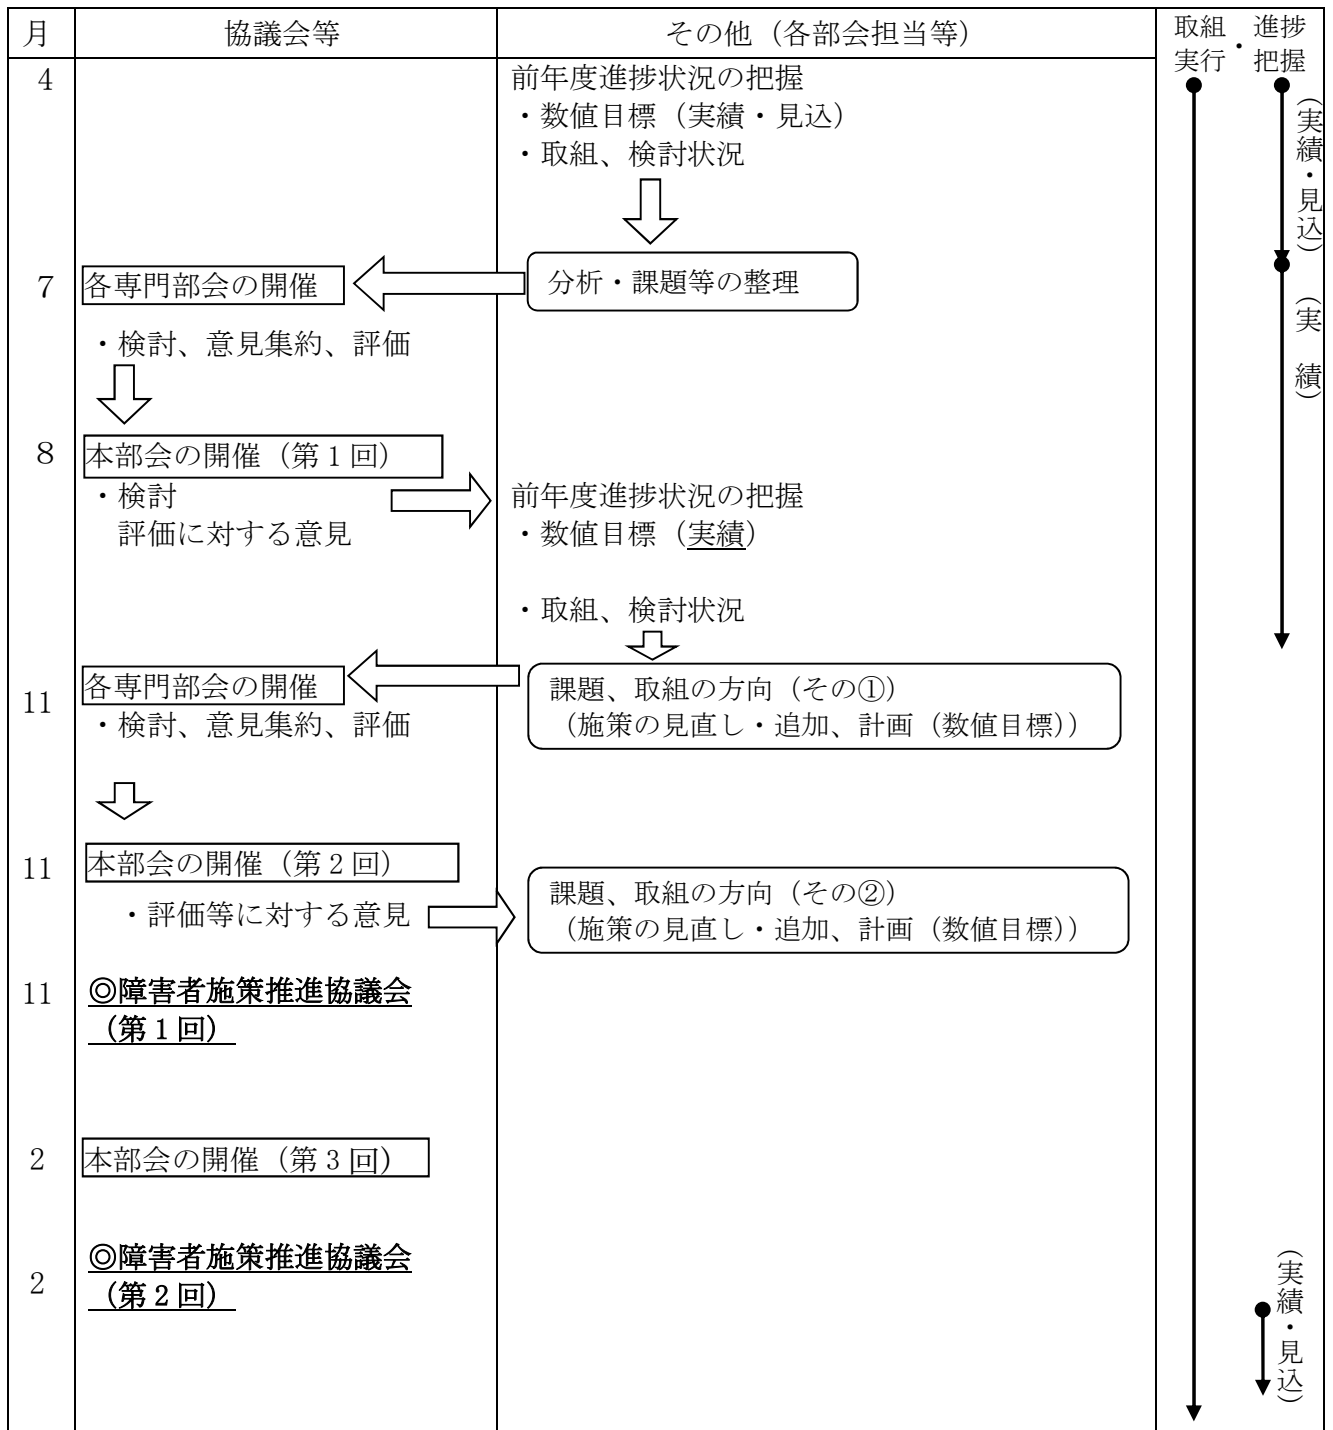 月
協議会等
その他（各部会担当等）
取組
実行
・
進捗
把握
4
前年度進捗状況の把握
・数値目標（実績・見込）
・取組、検討状況
（実績・見込）
7
各専門部会の開催
分析・課題等の整理
・検討、意見集約、評価
（実　績）
8
本部会の開催（第１回）
・検討
評価に対する意見
前年度進捗状況の把握
・数値目標（実績）
・取組、検討状況
11
各専門部会の開催
・検討、意見集約、評価
課題、取組の方向（その①）
（施策の見直し・追加、計画（数値目標））
11
本部会の開催（第２回）
・評価等に対する意見
課題、取組の方向（その②）
（施策の見直し・追加、計画（数値目標））
11
◎障害者施策推進協議会
（第１回）
2
本部会の開催（第３回）
2
◎障害者施策推進協議会
（第２回）
（実績・見込）